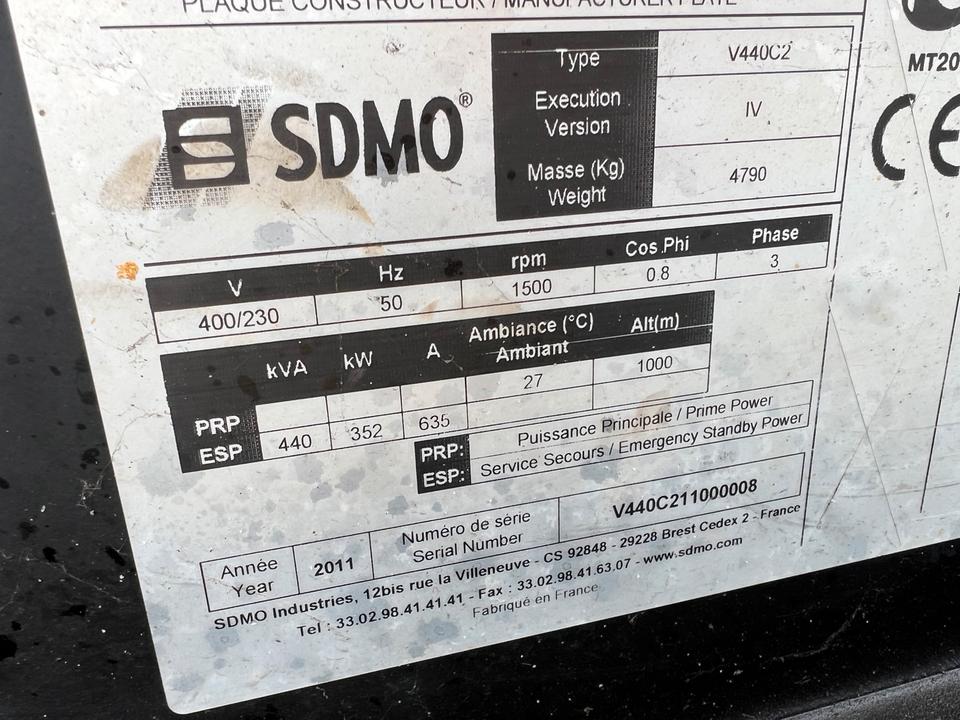 PLAQUE CONSTRUCTEUR / MANUFACTURER PLATE
SDMO®
Type V440C2
Execution
Version
IV
Masse (Kg)
Weight
4790
MT20
CE
V Hz rpm Cos.Phi Phase
400/230 50 1500 0.8 3
kVA kW A Ambiance (°C) Alt(m)
Ambiant
27 1000
PRP
ESP 440 352 635
PRP: Puissance Principale / Prime Power
ESP: Service Secours / Emergency Standby Power
Année
Year
2011
Numéro de série
Serial Number
V440C211000008
SDMO Industries, 12bis rue la Villeneuve - CS 92848 - 29228 Brest Cedex 2 - France
Tel : 33.02.98.41.41.41 - Fax : 33.02.98.41.63.07 - www.sdmo.com
Fabriqué en France